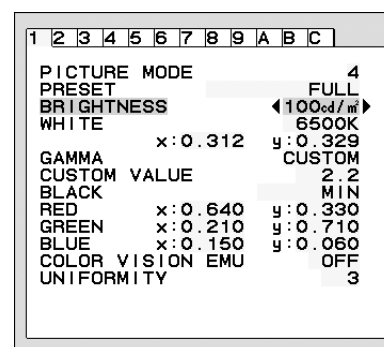 1 2 3 4 5 6 7 8 9 A B C
PICTURE MODE 4
PRESET FULL
BRIGHTNESS 100cd/㎡
WHITE 6500K
x:0.312 y:0.329
GAMMA CUSTOM
CUSTOM VALUE 2.2
BLACK MIN
RED x:0.640 y:0.330
GREEN x:0.210 y:0.710
BLUE x:0.150 y:0.060
COLOR VISION EMU OFF
UNIFORMITY 3